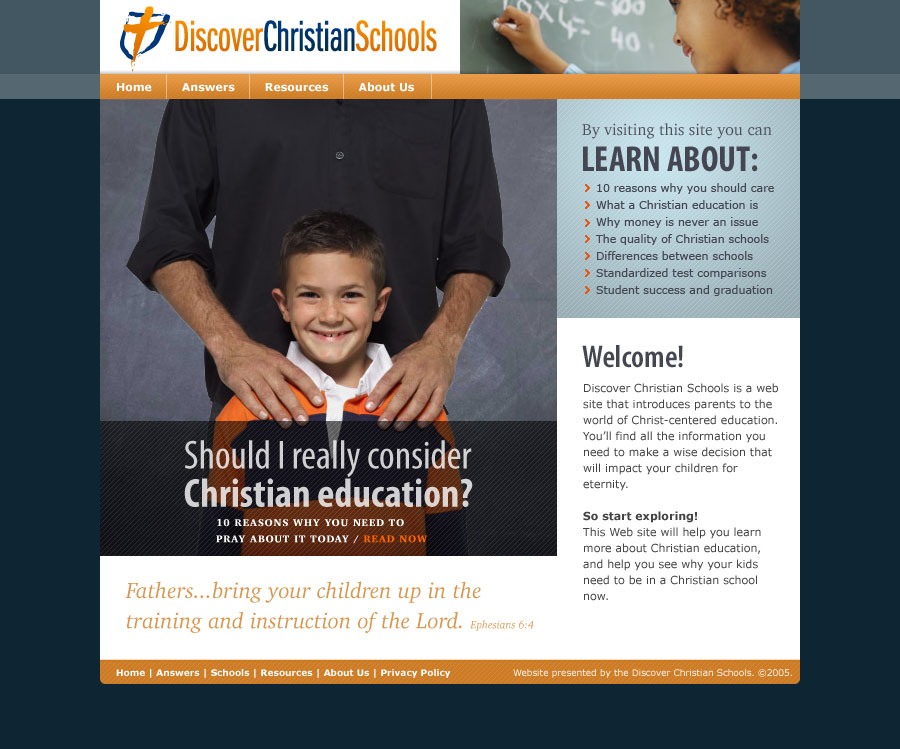 DiscoverChristianSchools
Home
Answers
Resources
About Us
By visiting this site you can
LEARN ABOUT:
10 reasons why you should care
What a Christian education is
Why money is never an issue
The quality of Christian schools
Differences between schools
Standardized test comparisons
Student success and graduation
Should I really consider
Christian education?
10 REASONS WHY YOU NEED TO
PRAY ABOUT IT TODAY / READ NOW
Welcome!
Discover Christian Schools is a web
site that introduces parents to the
world of Christ-centered education.
You’ll find all the information you
need to make a wise decision that
will impact your children for
eternity.
So start exploring!
This Web site will help you learn
more about Christian education,
and help you see why your kids
need to be in a Christian school
now.
Fathers...bring your children up in the
training and instruction of the Lord. Ephesians 6:4
Home | Answers | Schools | Resources | About Us | Privacy Policy
Website presented by the Discover Christian Schools. ©2005.